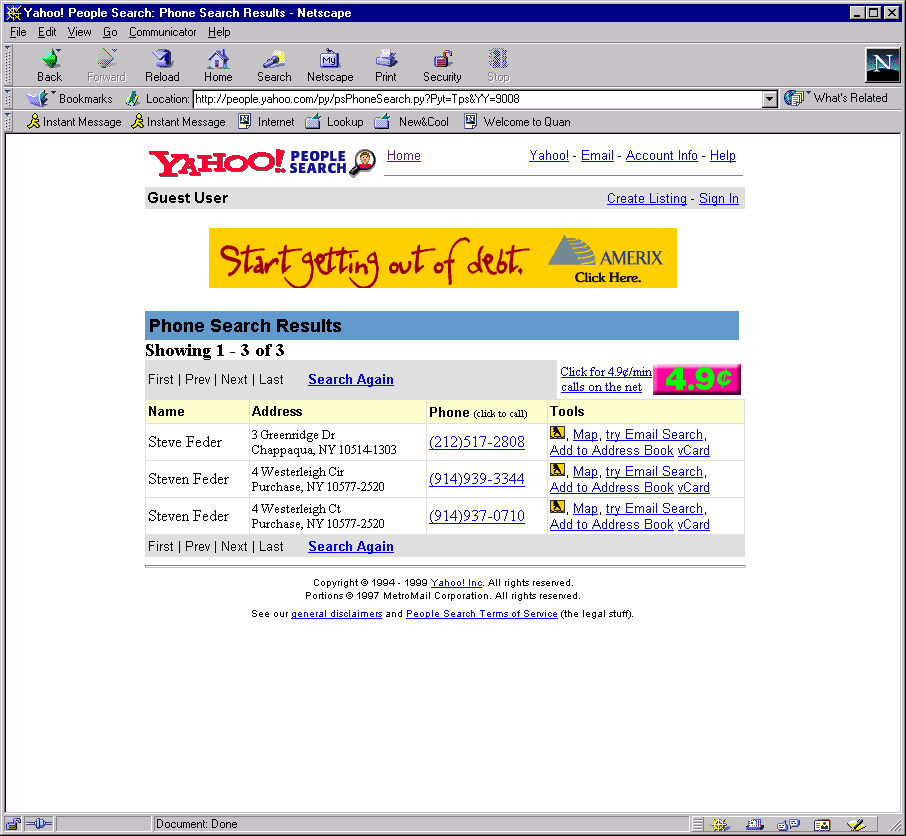 Yahoo! People Search: Phone Search Results - Netscape
File Edit View Go Communicator Help
Back Forward Reload Home Search Netscape Print Security Stop
Bookmarks Location: http://people.yahoo.com/py/psPhoneSearch.py?Pyt=Tps&YY=9008 What's Related
Instant Message Instant Message Internet Lookup New&Cool Welcome to Quan
YAHOO! PEOPLE SEARCH Home Yahoo! - Email - Account Info - Help
Guest User Create Listing - Sign In
Start getting out of debt. AMERIX
Click Here.
Phone Search Results
Showing 1 - 3 of 3
First | Prev | Next | Last Search Again
Click for 4.9¢/min
calls on the net
4.9¢
Name Address Phone (click to call) Tools
Steve Feder 3 Greenridge Dr (212)517-2808 , Map, try Email Search,
Chappaqua, NY 10514-1303 Add to Address Book vCard
Steven Feder 4 Westerleigh Cir (914)939-3344 , Map, try Email Search,
Purchase, NY 10577-2520 Add to Address Book vCard
Steven Feder 4 Westerleigh Ct (914)937-0710 , Map, try Email Search,
Purchase, NY 10577-2520 Add to Address Book vCard
First | Prev | Next | Last Search Again
Copyright © 1994 - 1999 Yahoo! Inc. All rights reserved.
Portions © 1997 MetroMail Corporation. All rights reserved.
See our general disclaimers and People Search Terms of Service (the legal stuff).
Document: Done